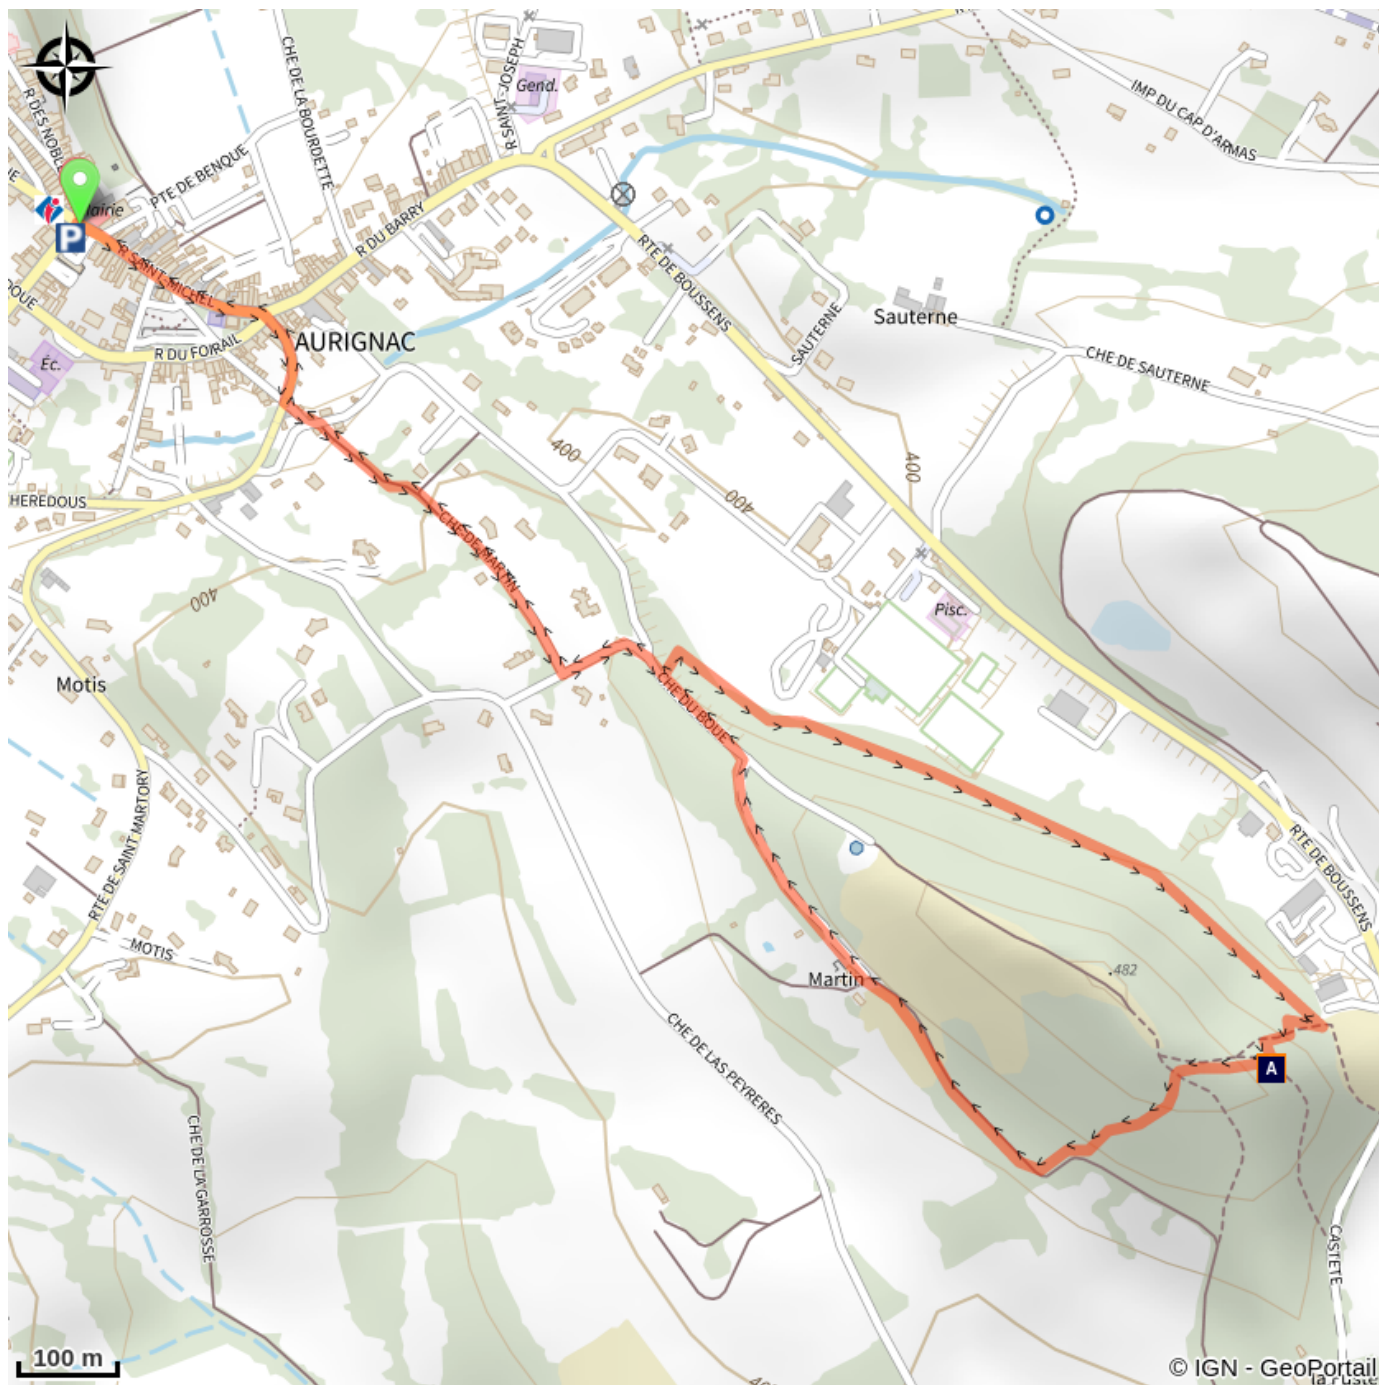 CHE DE LA BOURDETTE
R SAINT-JOSEPH
Gend.
IMP DU CAP D'ARMAS
R DES NOBLE
PTE DE BENQUE
Mairie
P
R DU BARRY
R SAINT-MICHEL
RTE DE BOUSSENS
SAUTERNE
Sauterne
CHE DE SAUTERNE
R DU FOIRAIL
AURIGNAC
Éc.
400
400
400
HEREDOUS
CHE DE MARTIN
400
Pisc.
Motis
CHE DU BOUE
RTE DE SAINT MARTORY
RTE DE BOUSSENS
MOTIS
Martin
.482
CHE DE LAS PEYRERES
A
CHE DE LA GARROSSE
CASTETE
100 m
© IGN - GeoPortail